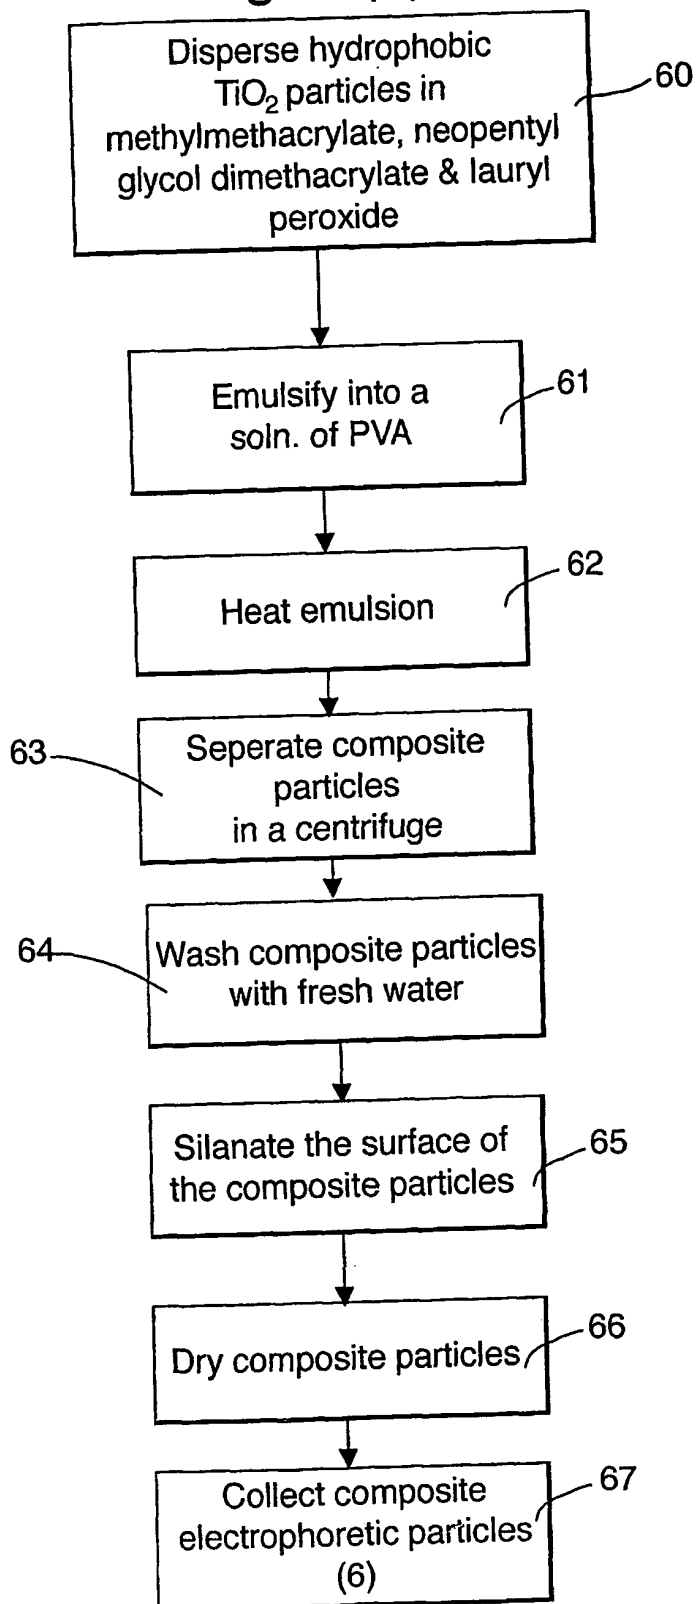 Disperse hydrophobic
TiO₂ particles in
methylmethacrylate, neopentyl
glycol dimethacrylate & lauryl
peroxide
60
Emulsify into a
soln. of PVA
61
Heat emulsion
62
Seperate composite
particles
in a centrifuge
63
Wash composite particles
with fresh water
64
Silanate the surface of
the composite particles
65
Dry composite particles
66
Collect composite
electrophoretic particles
(6)
67